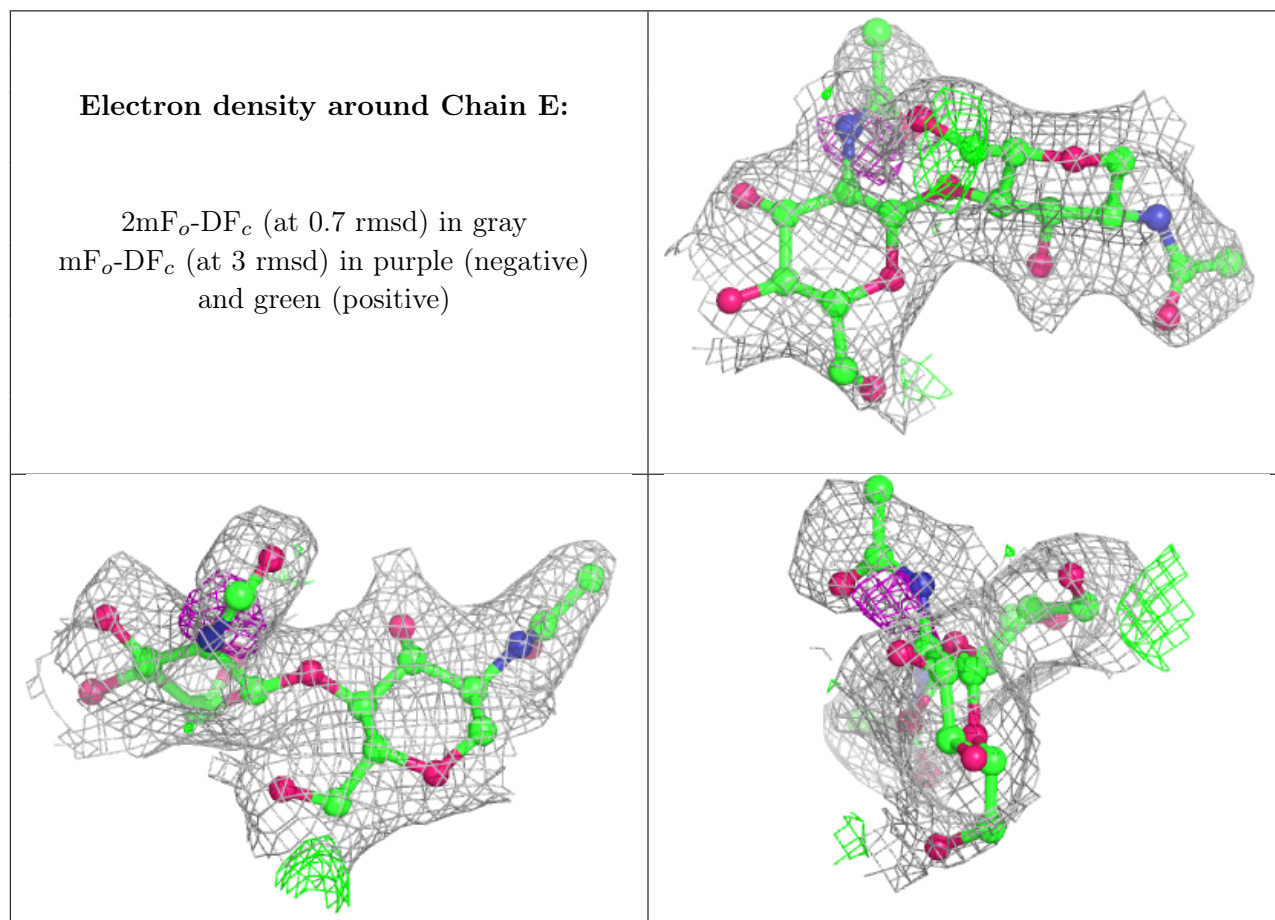 Electron density around Chain E:
2mFo-DFc (at 0.7 rmsd) in gray
mFo-DFc (at 3 rmsd) in purple (negative)
and green (positive)